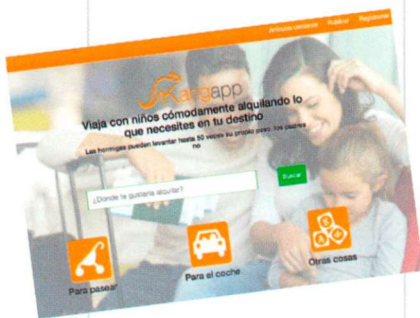 Artículos cercanos Publicar Registrarse
Kangapp
Viaja con niños cómodamente alquilando lo
que necesites en tu destino
Las hormigas pueden levantar hasta 50 veces su propio peso, los padres
no
¿Donde te gustaría alquilar?
Buscar
Para pasear
Para el coche
Otras cosas